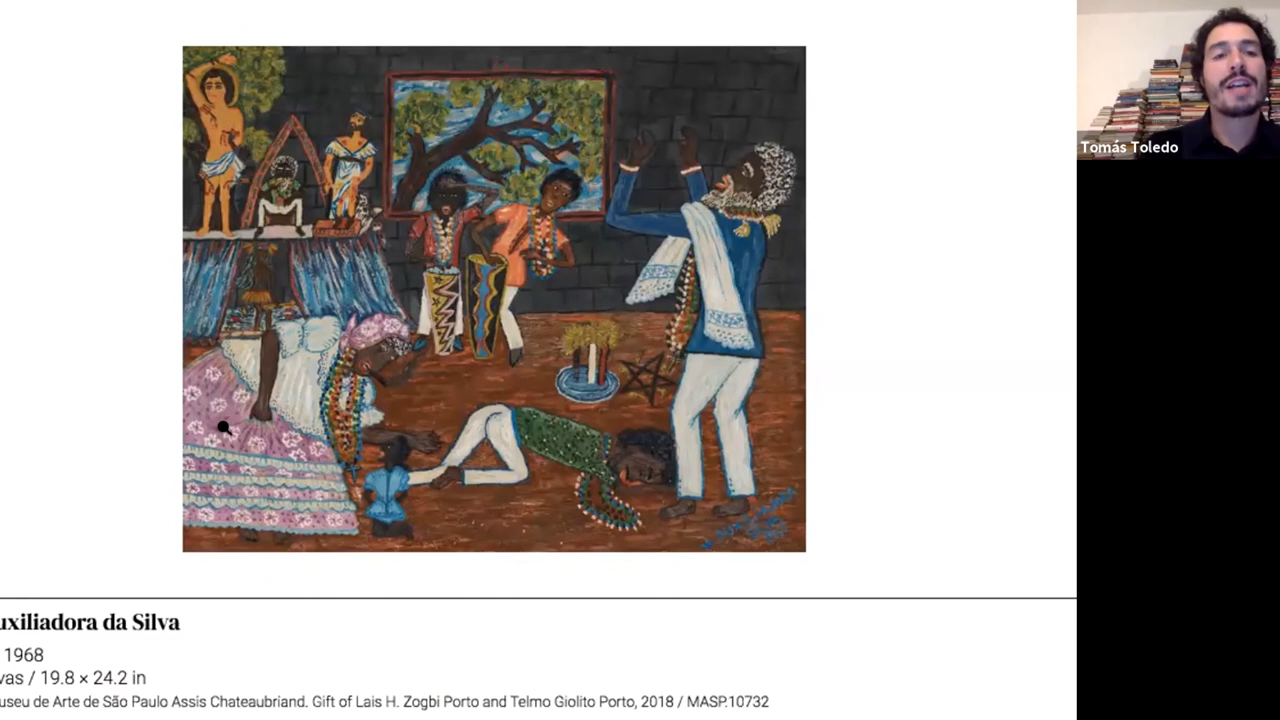 Tomás Toledo
uxiliadora da Silva
1968
vas / 19.8 × 24.2 in
useu de Arte de São Paulo Assis Chateaubriand. Gift of Lais H. Zogbi Porto and Telmo Giolito Porto, 2018 / MASP.10732